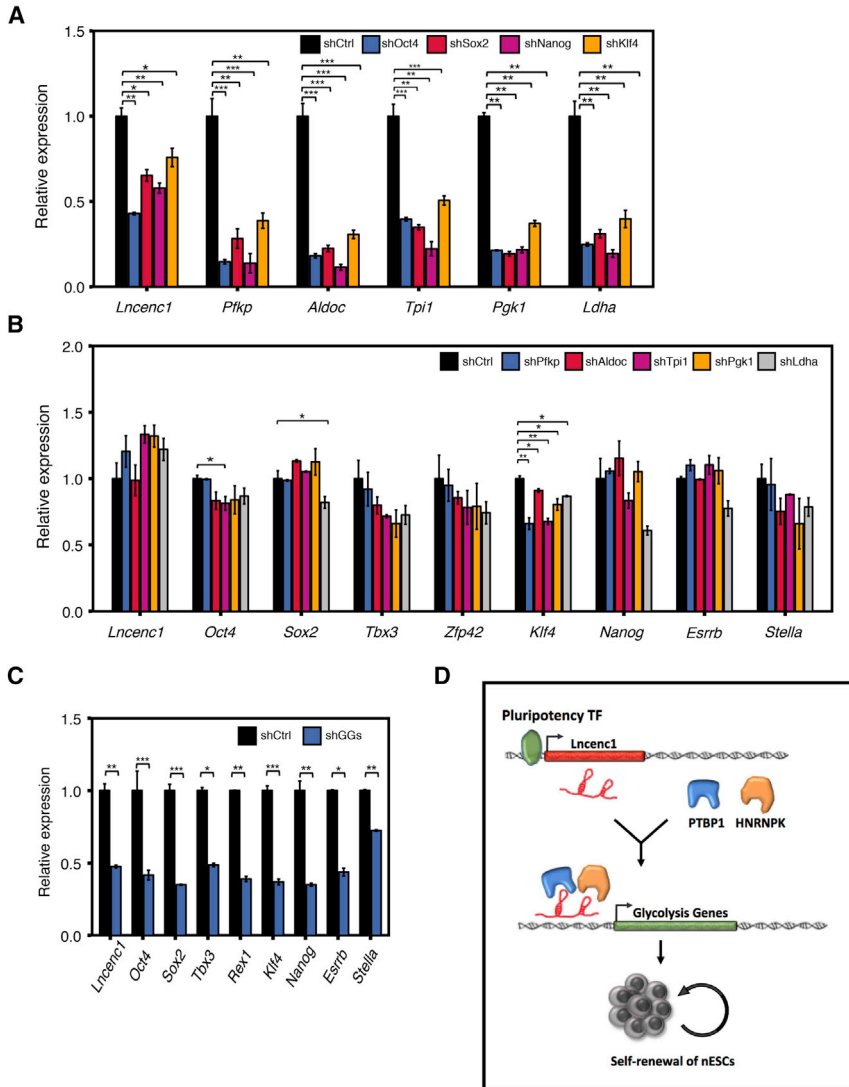 A
1.5
1.0
0.5
0.0
Relative expression
shCtrl shOct4 shSox2 shNanog shKlf4
* ** * **
** *** ** ***
*** *** *** ***
*** ** ** ***
** ** ** **
** ** ** **
Lncenc1 Pfkp Aldoc Tpi1 Pgk1 Ldha
B
2.0
1.5
1.0
0.5
0.0
Relative expression
shCtrl shPfkp shAldoc shTpi1 shPgk1 shLdha
*
*
*
*
**
*
**
Lncenc1 Oct4 Sox2 Tbx3 Zfp42 Klf4 Nanog Esrrb Stella
C
1.5
1.0
0.5
0.0
Relative expression
shCtrl shGGs
** *** *** * ** *** ** * **
Lncenc1 Oct4 Sox2 Tbx3 Rex1 Klf4 Nanog Esrrb Stella
D
Pluripotency TF
Lncenc1
PTBP1 HNRNPK
Glycolysis Genes
Self-renewal of nESCs